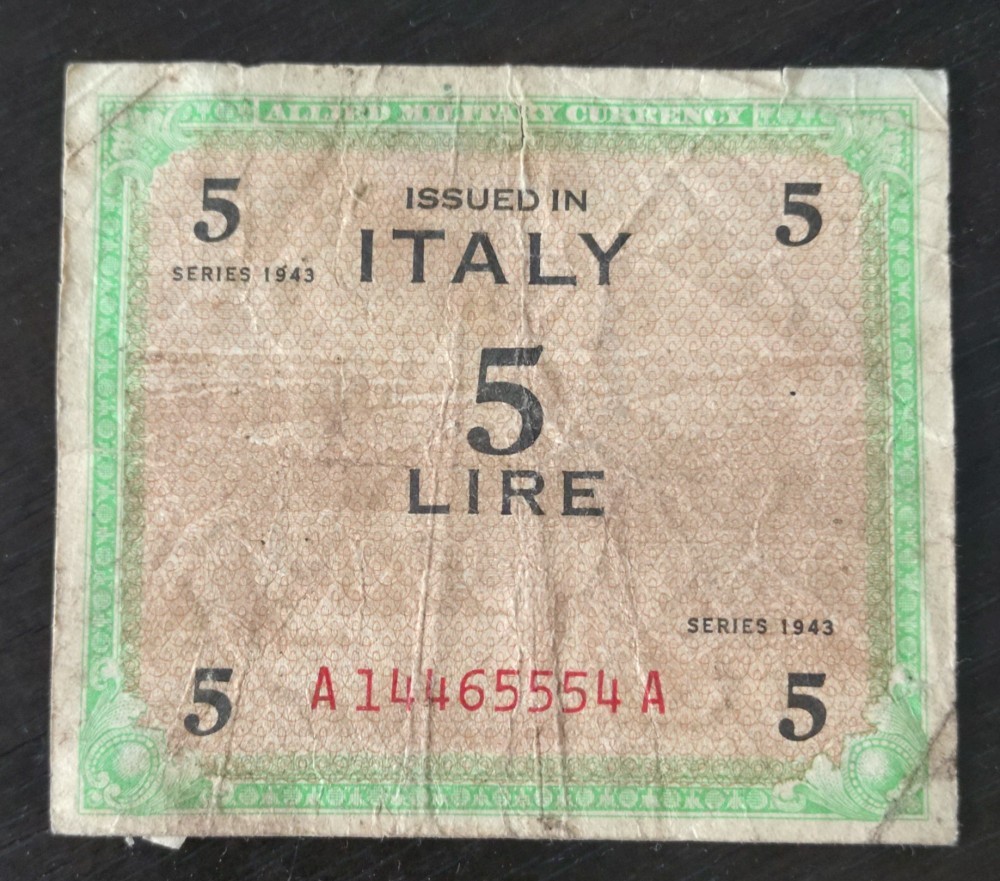 ALLIED MILITARY CURRENCY
5 ISSUED IN 5
SERIES 1943 ITALY
5
LIRE
SERIES 1943
5 A14465554A 5